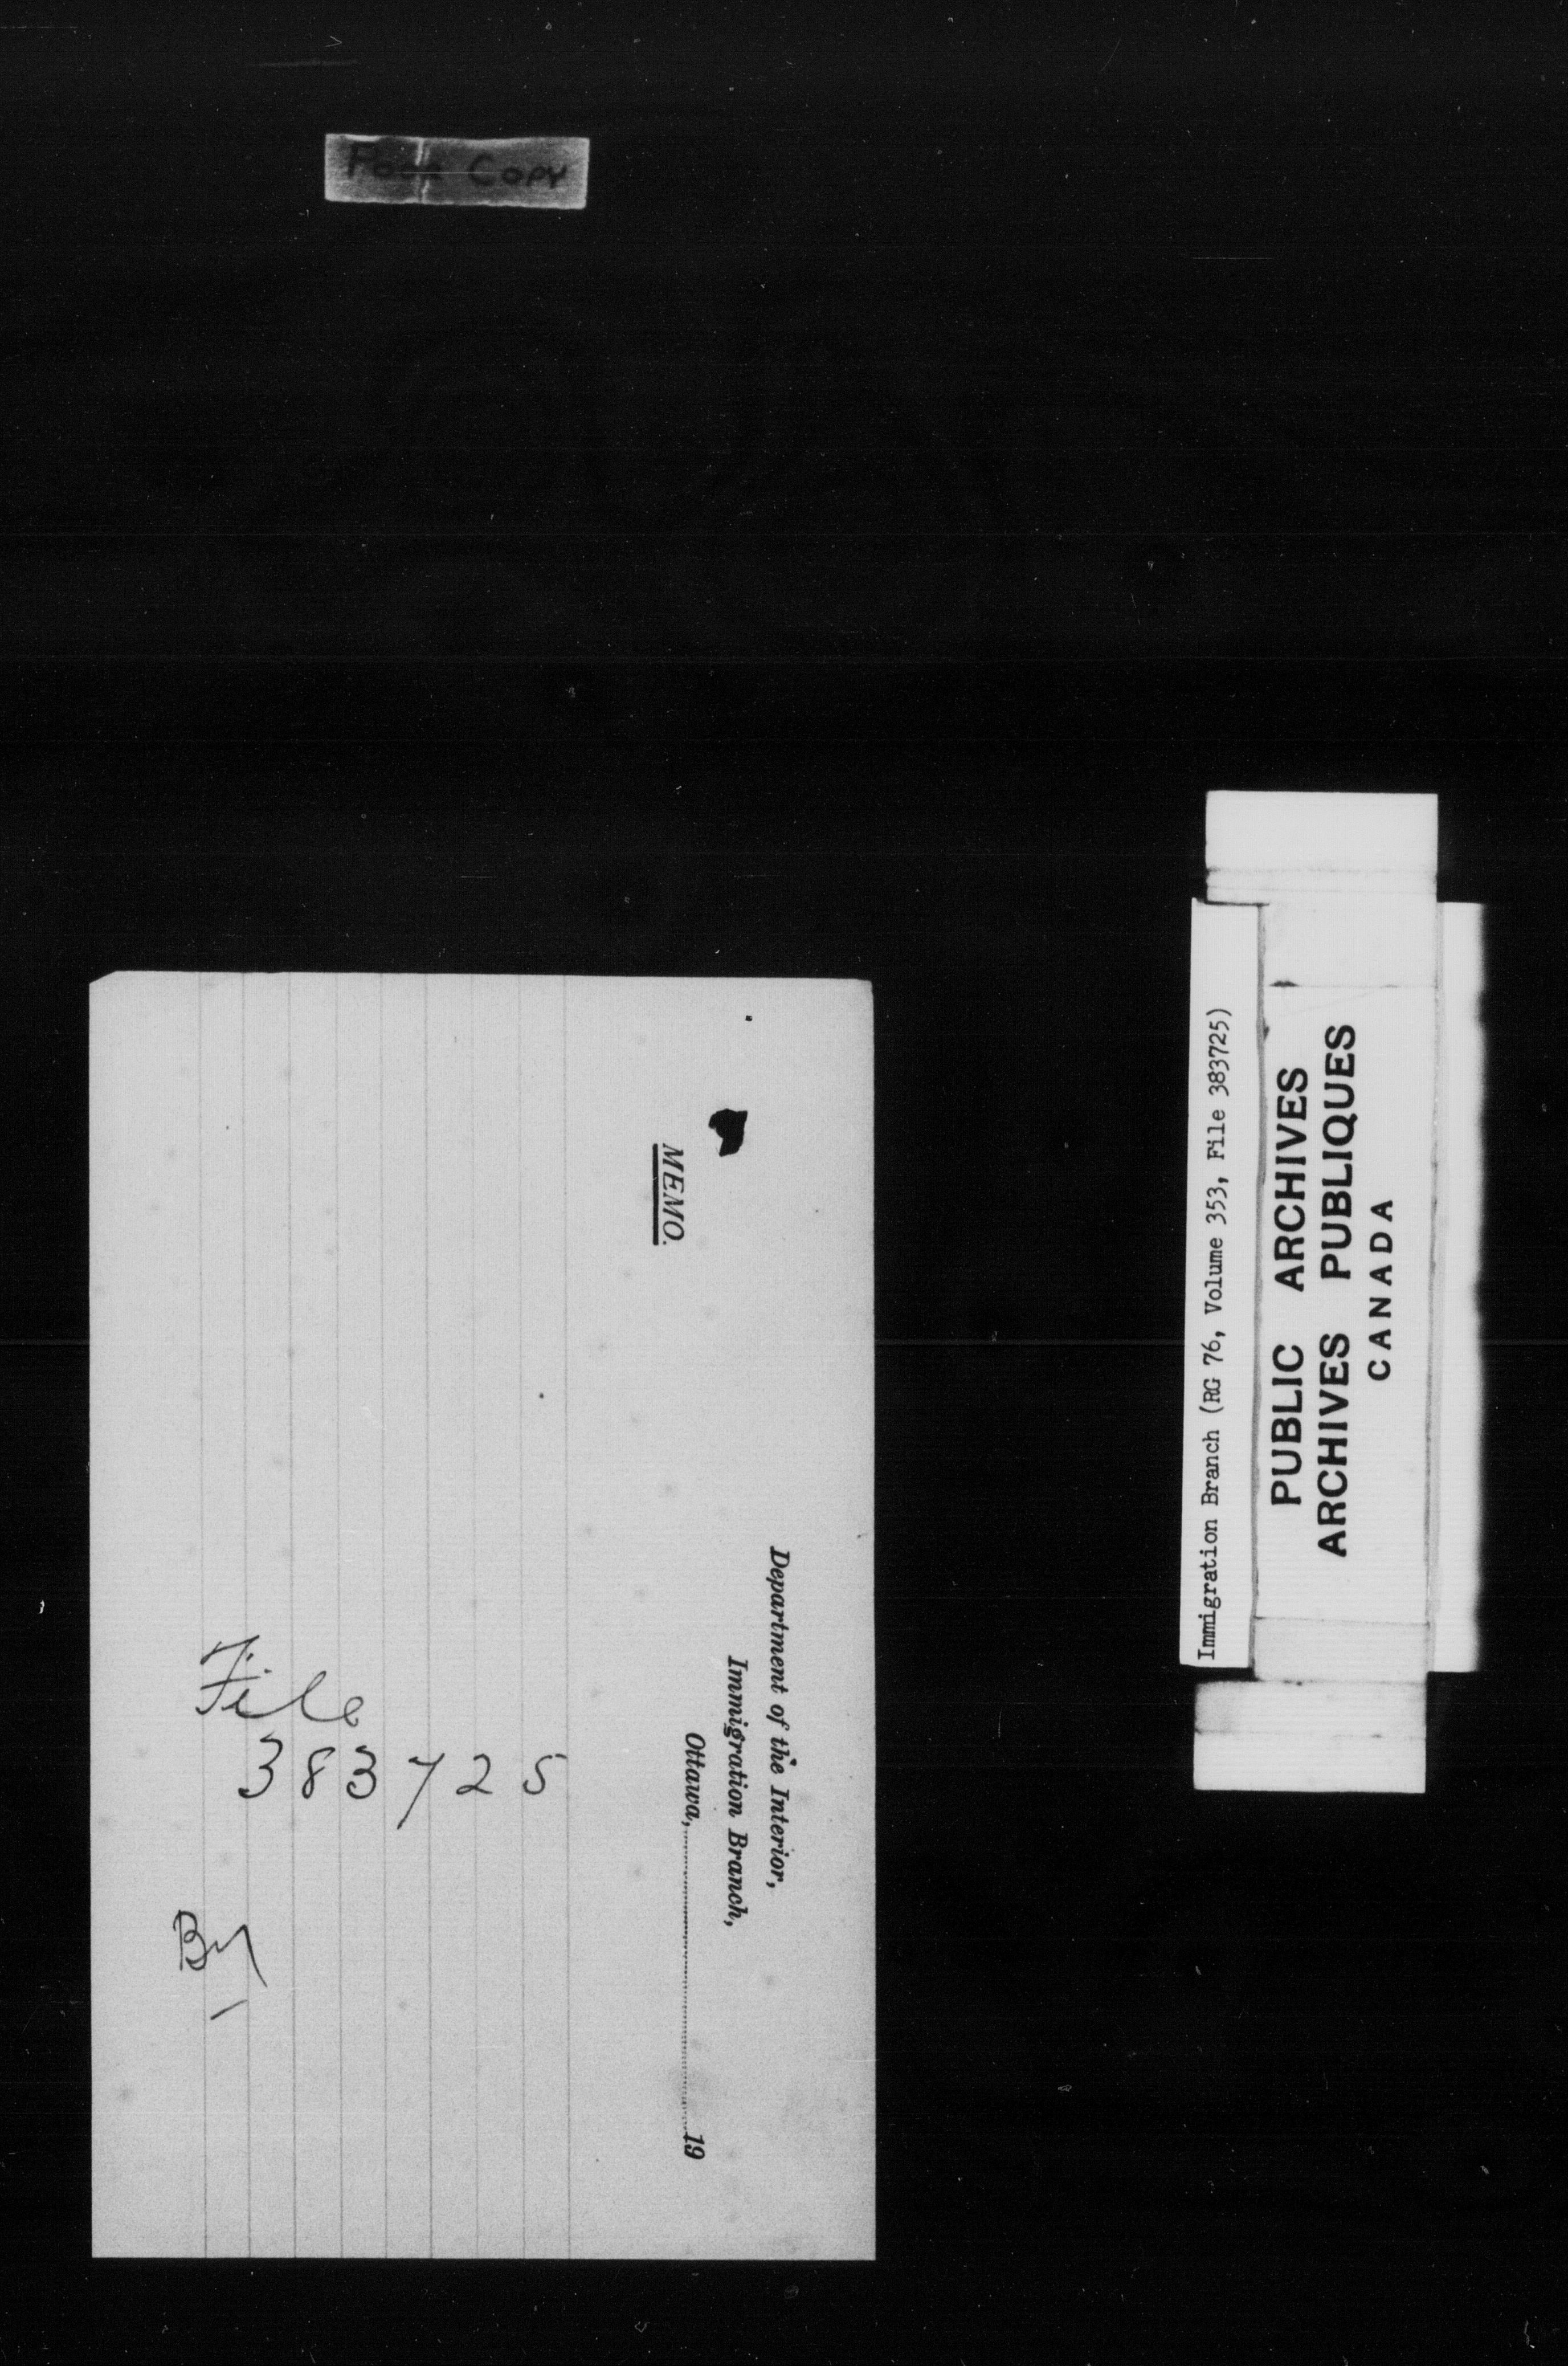 Poor Copy
MEMO.
Department of the Interior,
Immigration Branch,
Ottawa,..............................19
File
383725
Immigration Branch (RG 76, Volume 353, File 383725)
PUBLIC ARCHIVES
ARCHIVES PUBLIQUES
CANADA